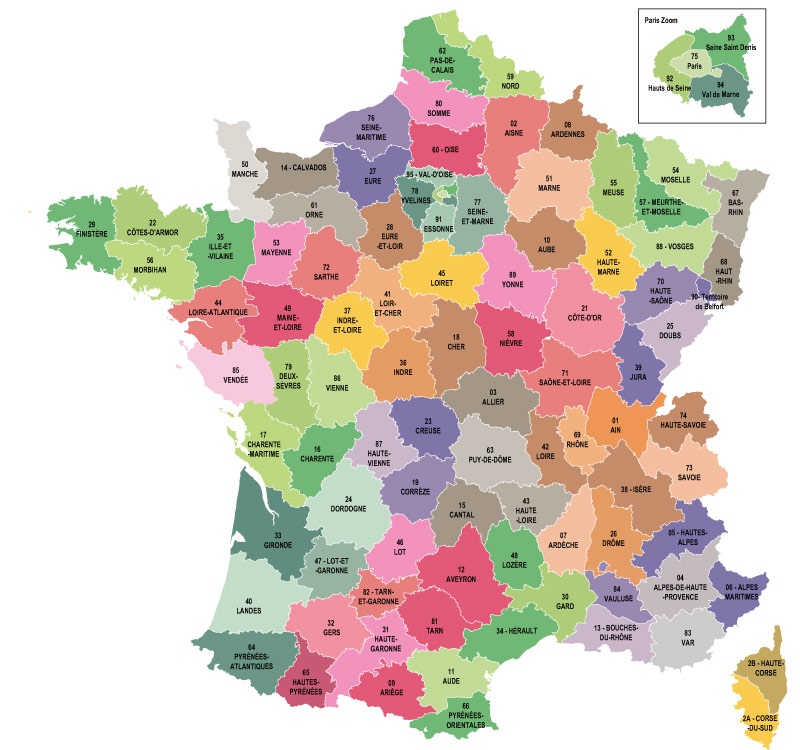 Paris Zoom
93
Seine Saint Denis
75
Paris
92
Hauts de Seine
94
Val de Marne
62
PAS-DE-
CALAIS
59
NORD
80
SOMME
76
SEINE-
MARITIME
02
AISNE
08
ARDENNES
60 - OISE
50
MANCHE
14 - CALVADOS
27
EURE
95 - VAL-D'OISE
78
YVELINES
91
ESSONNE
77
SEINE-
ET-MARNE
51
MARNE
55
MEUSE
54
MOSELLE
57 - MEURTHE-
ET-MOSELLE
67
BAS-
RHIN
61
ORNE
28
EURE
-ET-LOIR
10
AUBE
52
HAUTE-
MARNE
88 - VOSGES
68
HAUT
-RHIN
29
FINISTÈRE
22
CÔTES-D'ARMOR
56
MORBIHAN
35
ILLE-ET
-VILAINE
53
MAYENNE
72
SARTHE
41
LOIR-
ET-CHER
45
LOIRET
89
YONNE
21
CÔTE-D'OR
70
HAUTE
-SAÔNE
90- Territoire
de Belfort
25
DOUBS
44
LOIRE-ATLANTIQUE
49
MAINE-
ET-LOIRE
37
INDRE-
ET-LOIRE
18
CHER
58
NIÈVRE
71
SAÔNE-ET-LOIRE
39
JURA
85
VENDÉE
79
DEUX-
SÈVRES
86
VIENNE
36
INDRE
03
ALLIER
01
AIN
74
HAUTE-SAVOIE
17
CHARENTE
-MARITIME
16
CHARENTE
87
HAUTE-
VIENNE
23
CREUSE
63
PUY-DE-DÔME
42
LOIRE
69
RHÔNE
73
SAVOIE
38 - ISÈRE
24
DORDOGNE
19
CORRÈZE
15
CANTAL
43
HAUTE
-LOIRE
07
ARDÈCHE
26
DRÔME
05 - HAUTES-
ALPES
33
GIRONDE
47 - LOT-ET
-GARONNE
46
LOT
12
AVEYRON
48
LOZÈRE
30
GARD
84
VAULUSE
04
ALPES-DE-HAUTE
-PROVENCE
06 - ALPES
MARITIMES
40
LANDES
82 - TARN-
ET-GARONNE
32
GERS
31
HAUTE-
GARONNE
81
TARN
34 - HÉRAULT
13 - BOUCHES-
DU-RHÔNE
83
VAR
64
PYRÉNÉES-
ATLANTIQUES
65
HAUTES-
PYRÉNÉES
09
ARIÈGE
11
AUDE
66
PYRÉNÉES
-ORIENTALES
2B - HAUTE-
CORSE
2A - CORSE
-DU-SUD